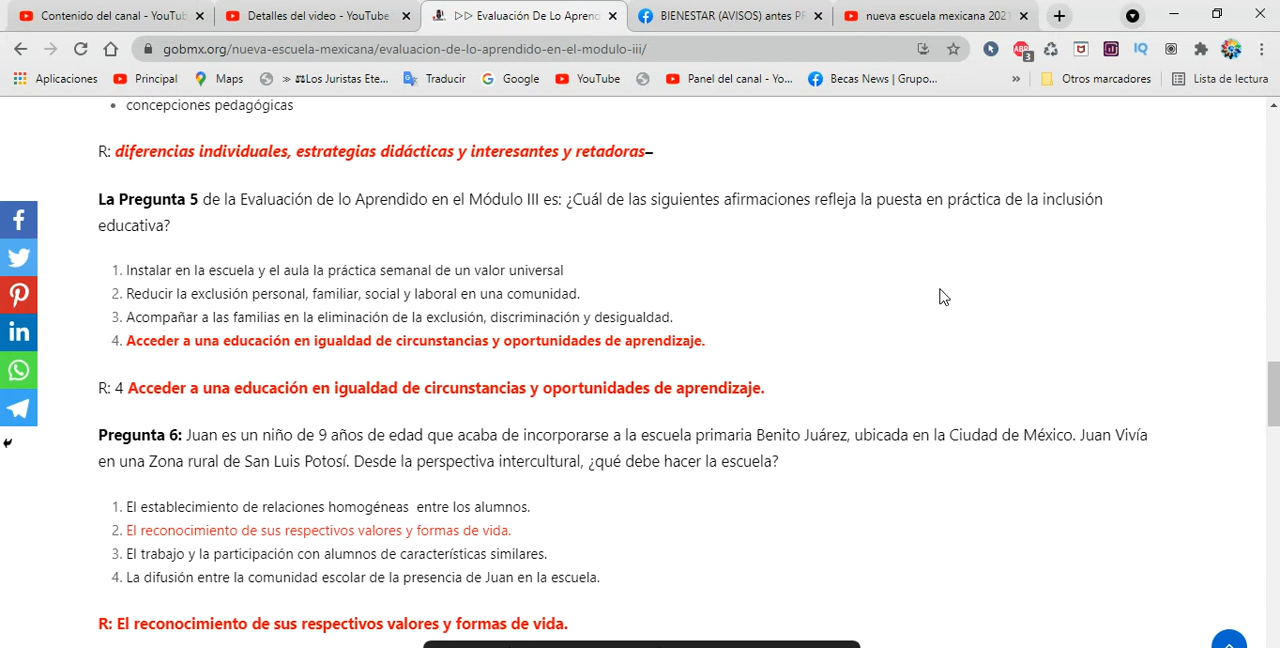 Contenido del canal - YouTub
Detalles del video - YouTube
▷▷ Evaluación De Lo Aprend
BIENESTAR (AVISOS) antes PR
nueva escuela mexicana 2021
gobmx.org/nueva-escuela-mexicana/evaluacion-de-lo-aprendido-en-el-modulo-iii/
ABP 3
IQ
Aplicaciones
Principal
Maps
» ⚖Los Juristas Ete...
Traducir
Google
YouTube
Panel del canal - Yo...
Becas News | Grupo...
»
Otros marcadores
Lista de lectura
• concepciones pedagógicas
R: diferencias individuales, estrategias didácticas y interesantes y retadoras–
La Pregunta 5 de la Evaluación de lo Aprendido en el Módulo III es: ¿Cuál de las siguientes afirmaciones refleja la puesta en práctica de la inclusión
educativa?
1. Instalar en la escuela y el aula la práctica semanal de un valor universal
2. Reducir la exclusión personal, familiar, social y laboral en una comunidad.
3. Acompañar a las familias en la eliminación de la exclusión, discriminación y desigualdad.
4. Acceder a una educación en igualdad de circunstancias y oportunidades de aprendizaje.
R: 4 Acceder a una educación en igualdad de circunstancias y oportunidades de aprendizaje.
Pregunta 6: Juan es un niño de 9 años de edad que acaba de incorporarse a la escuela primaria Benito Juárez, ubicada en la Ciudad de México. Juan Vivía
en una Zona rural de San Luis Potosí. Desde la perspectiva intercultural, ¿qué debe hacer la escuela?
1. El establecimiento de relaciones homogéneas entre los alumnos.
2. El reconocimiento de sus respectivos valores y formas de vida.
3. El trabajo y la participación con alumnos de características similares.
4. La difusión entre la comunidad escolar de la presencia de Juan en la escuela.
R: El reconocimiento de sus respectivos valores y formas de vida.